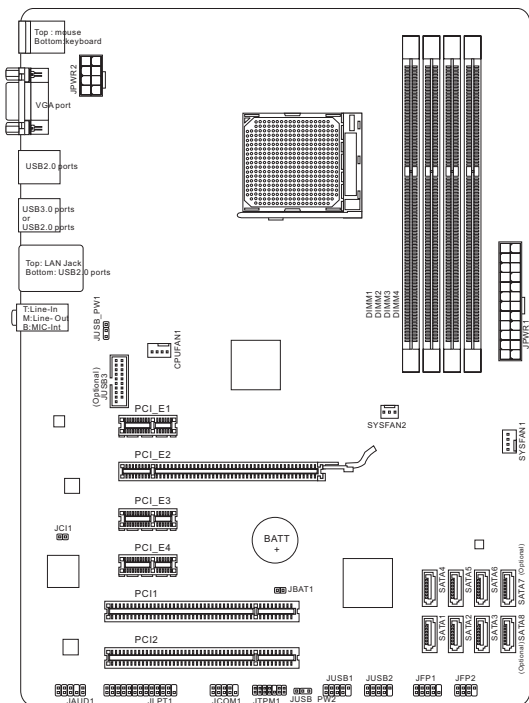 Top : mouse
Bottom:keyboard
JPWR2
VGA port
USB2.0 ports
USB3.0 ports
or
USB2.0 ports
Top: LAN Jack
Bottom: USB2.0 ports
T:Line-In
M:Line-Out
B:MIC-Int
JUSB_PW1
CPUFAN1
(Optional)
JUSB3
DIMM1
DIMM2
DIMM3
DIMM4
JPWR1
SYSFAN2
SYSFAN1
PCI_E1
PCI_E2
PCI_E3
JCI1
PCI_E4
BATT
+
JBAT1
PCI1
PCI2
SATA4
SATA5
SATA6
SATA7 (Optional)
SATA1
SATA2
SATA3
(Optional)SATA8
JAUD1
JLPT1
JCOM1
JTPM1
JUSB_PW2
JUSB1
JUSB2
JFP1
JFP2